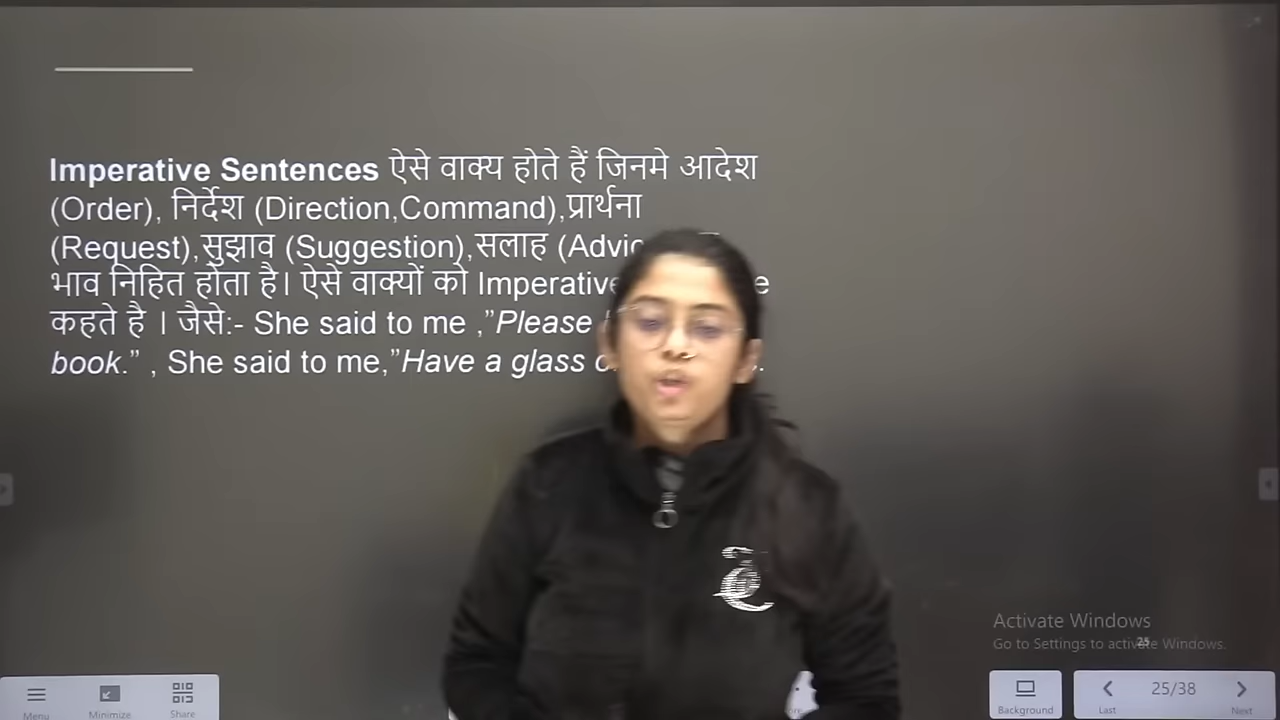 Imperative Sentences ऐसे वाक्य होते हैं जिनमे आदेश
(Order), निर्देश (Direction,Command),प्रार्थना
(Request),सुझाव (Suggestion),सलाह
भाव निहित होता है। ऐसे वाक्यों को Imperative
कहते है । जैसे:- She said to me ,”Please
book.” , She said to me,”Have a glass
Activate Windows
Go to Settings to activate Windows.
25
Menu
Minimize
Share
Background
Last
25/38
Next